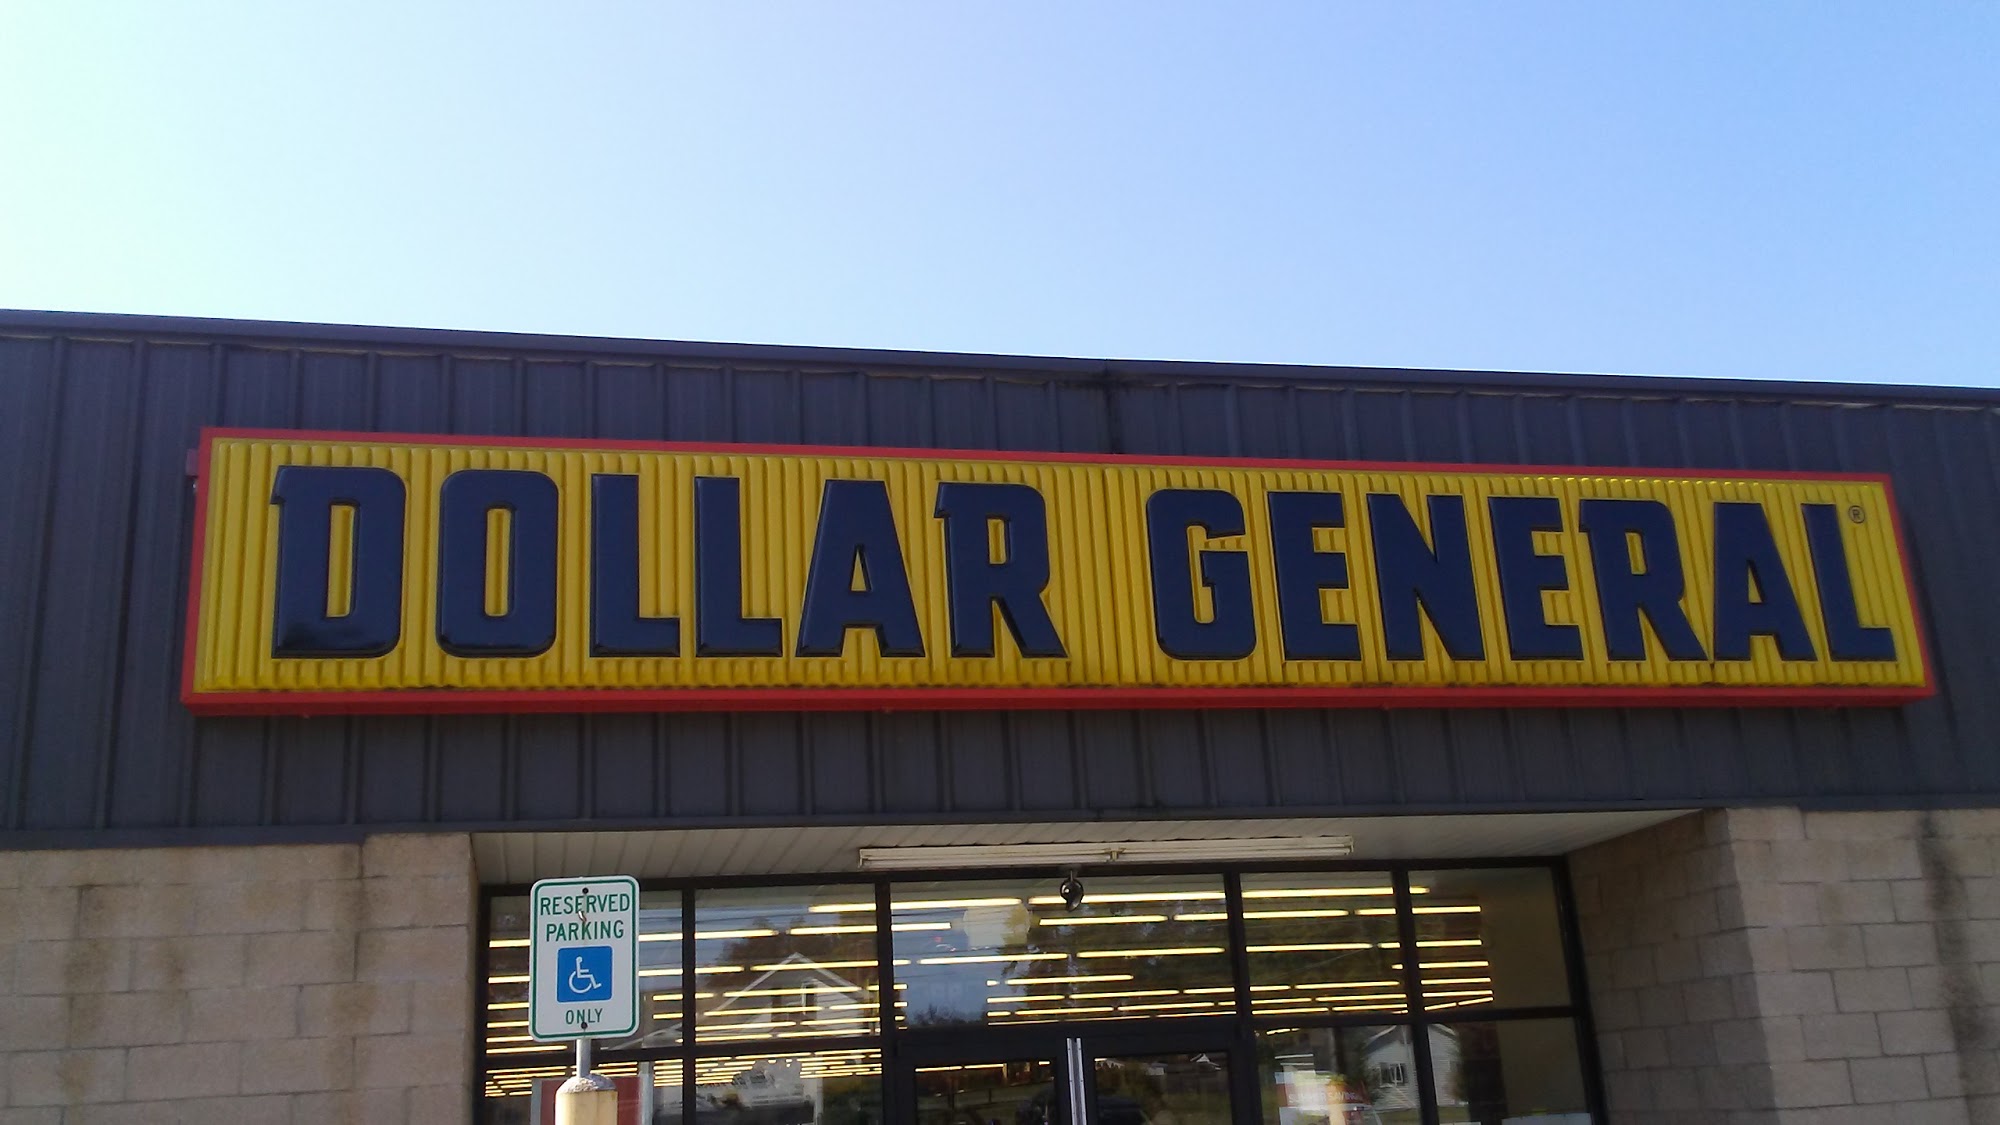 DOLLAR GENERAL®
RESERVED
PARKING
ONLY